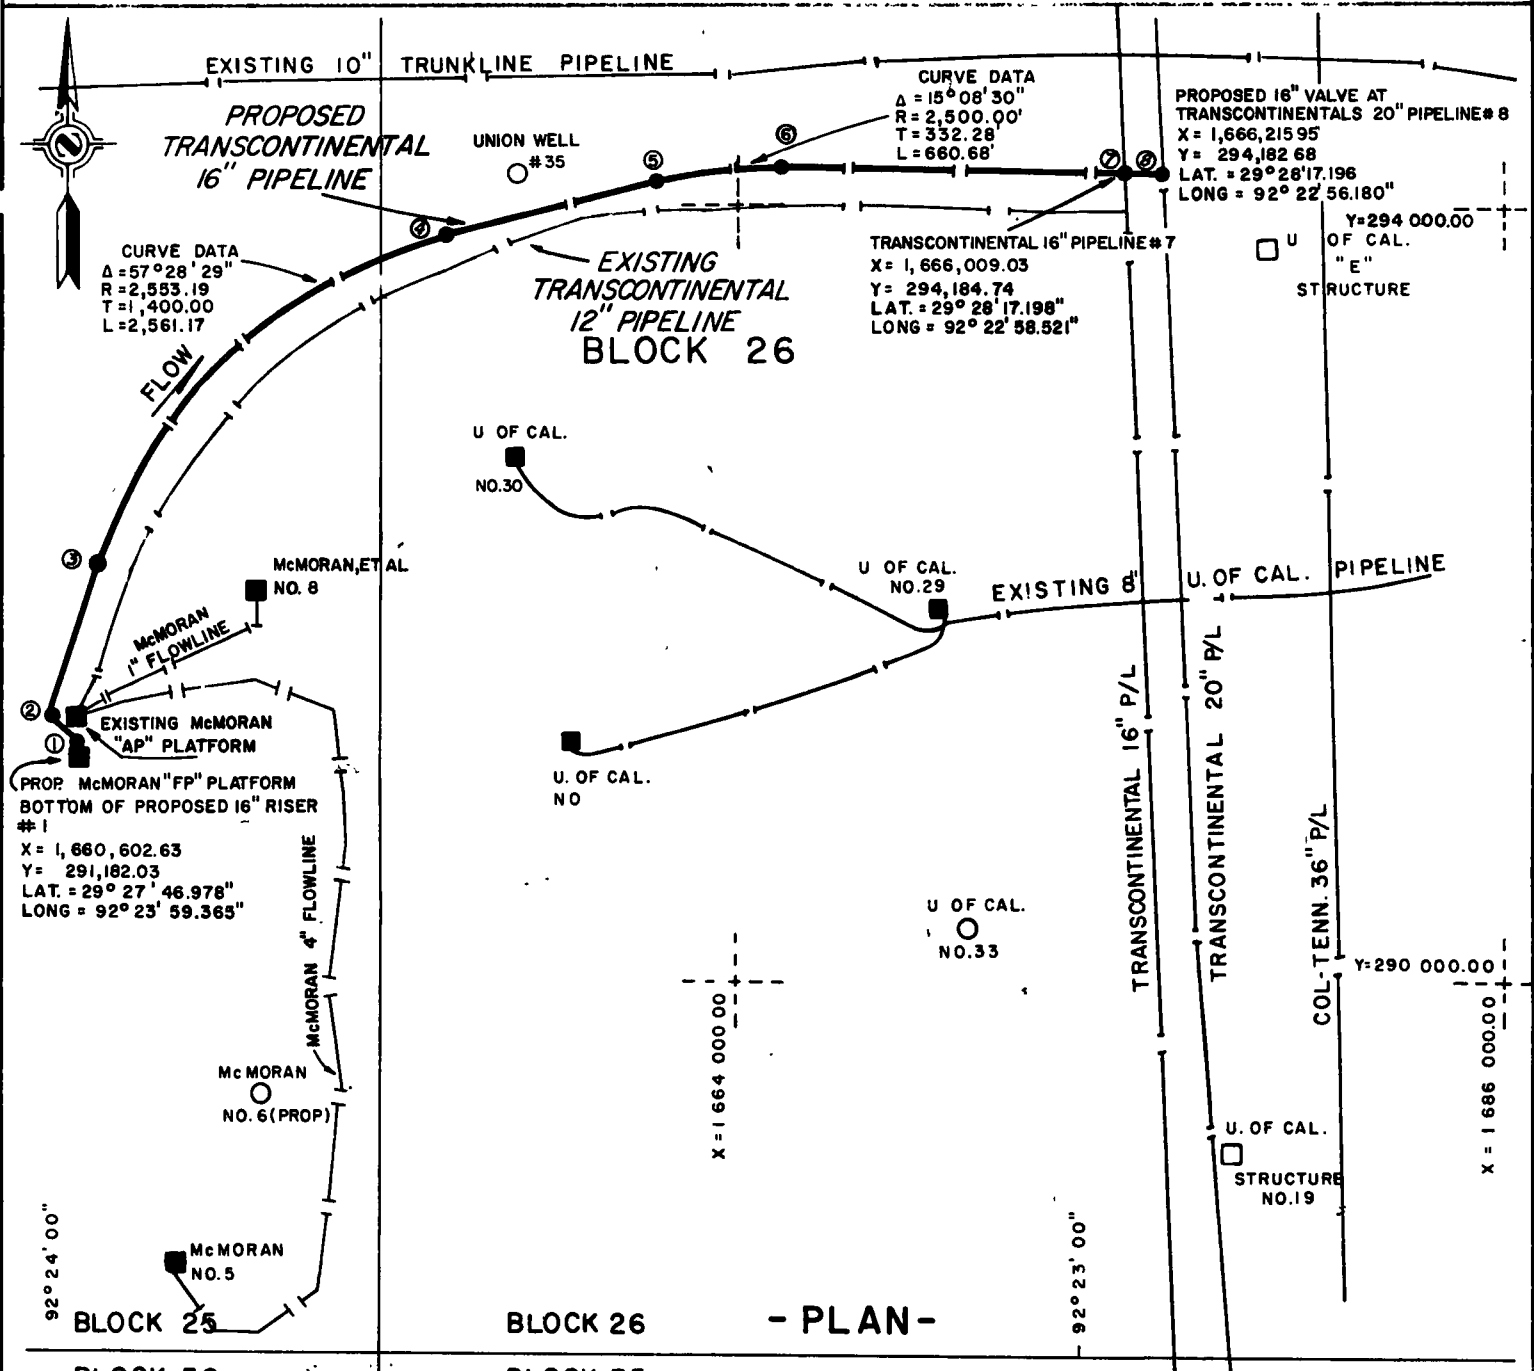 EXISTING 10" TRUNKLINE PIPELINE
PROPOSED
TRANSCONTINENTAL
16" PIPELINE
UNION WELL
#35
CURVE DATA
Δ = 15° 08' 30"
R = 2,500.00'
T = 332.28'
L = 660.68'
PROPOSED 16" VALVE AT
TRANSCONTINENTALS 20" PIPELINE #8
X = 1,666,215 95
Y = 294,182 68
LAT. = 29° 28' 17.196
LONG = 92° 22' 56.180"
Y=294 000.00
N
⑤
⑥
⑦
⑧
④
CURVE DATA
Δ = 57° 28' 29"
R = 2,553.19
T = 1,400.00
L = 2,561.17
EXISTING
TRANSCONTINENTAL
12" PIPELINE
BLOCK 26
TRANSCONTINENTAL 16" PIPELINE #7
X = 1,666,009.03
Y = 294,184.74
LAT. = 29° 28' 17.198"
LONG = 92° 22' 58.521"
U OF CAL.
"E"
STRUCTURE
FLOW
U OF CAL.
NO.30
③
McMORAN, ET AL
NO. 8
McMORAN
1" FLOWLINE
U OF CAL.
NO.29
EXISTING 8" U. OF CAL. PIPELINE
②
EXISTING McMORAN
"AP" PLATFORM
①
PROP. McMORAN "FP" PLATFORM
BOTTOM OF PROPOSED 16" RISER
#1
X = 1,660,602.63
Y = 291,182.03
LAT. = 29° 27' 46.978"
LONG = 92° 23' 59.365"
McMORAN 4" FLOWLINE
U. OF CAL.
NO
U OF CAL.
NO.33
TRANSCONTINENTAL 16" P/L
TRANSCONTINENTAL 20" P/L
COL-TENN. 36" P/L
Y=290 000.00
X = 1 664 000 00
X = 1 686 000.00
McMORAN
NO. 6 (PROP)
U. OF CAL.
STRUCTURE
NO.19
McMORAN
NO.5
92° 24' 00"
92° 23' 00"
BLOCK 25
BLOCK 26
- PLAN -